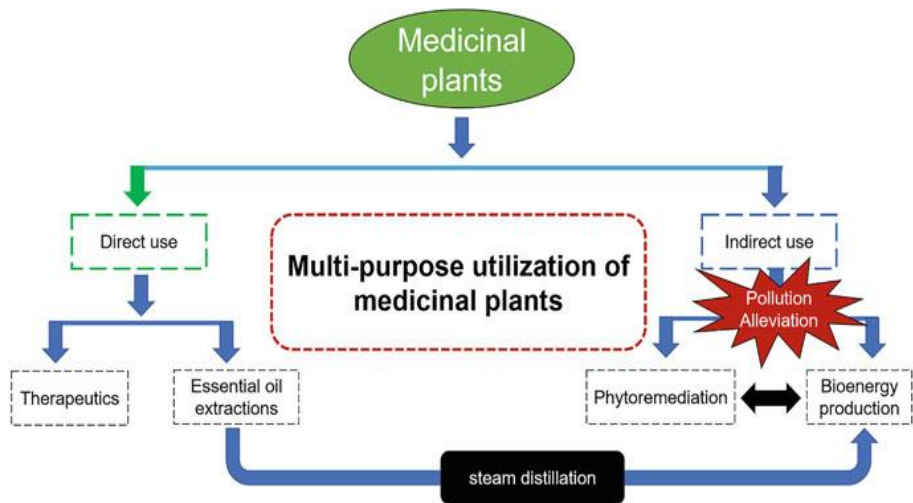 Medicinal
plants
Direct use
Indirect use
Multi-purpose utilization of
medicinal plants
Pollution
Alleviation
Therapeutics
Essential oil
extractions
Phytoremediation
Bioenergy
production
steam distillation